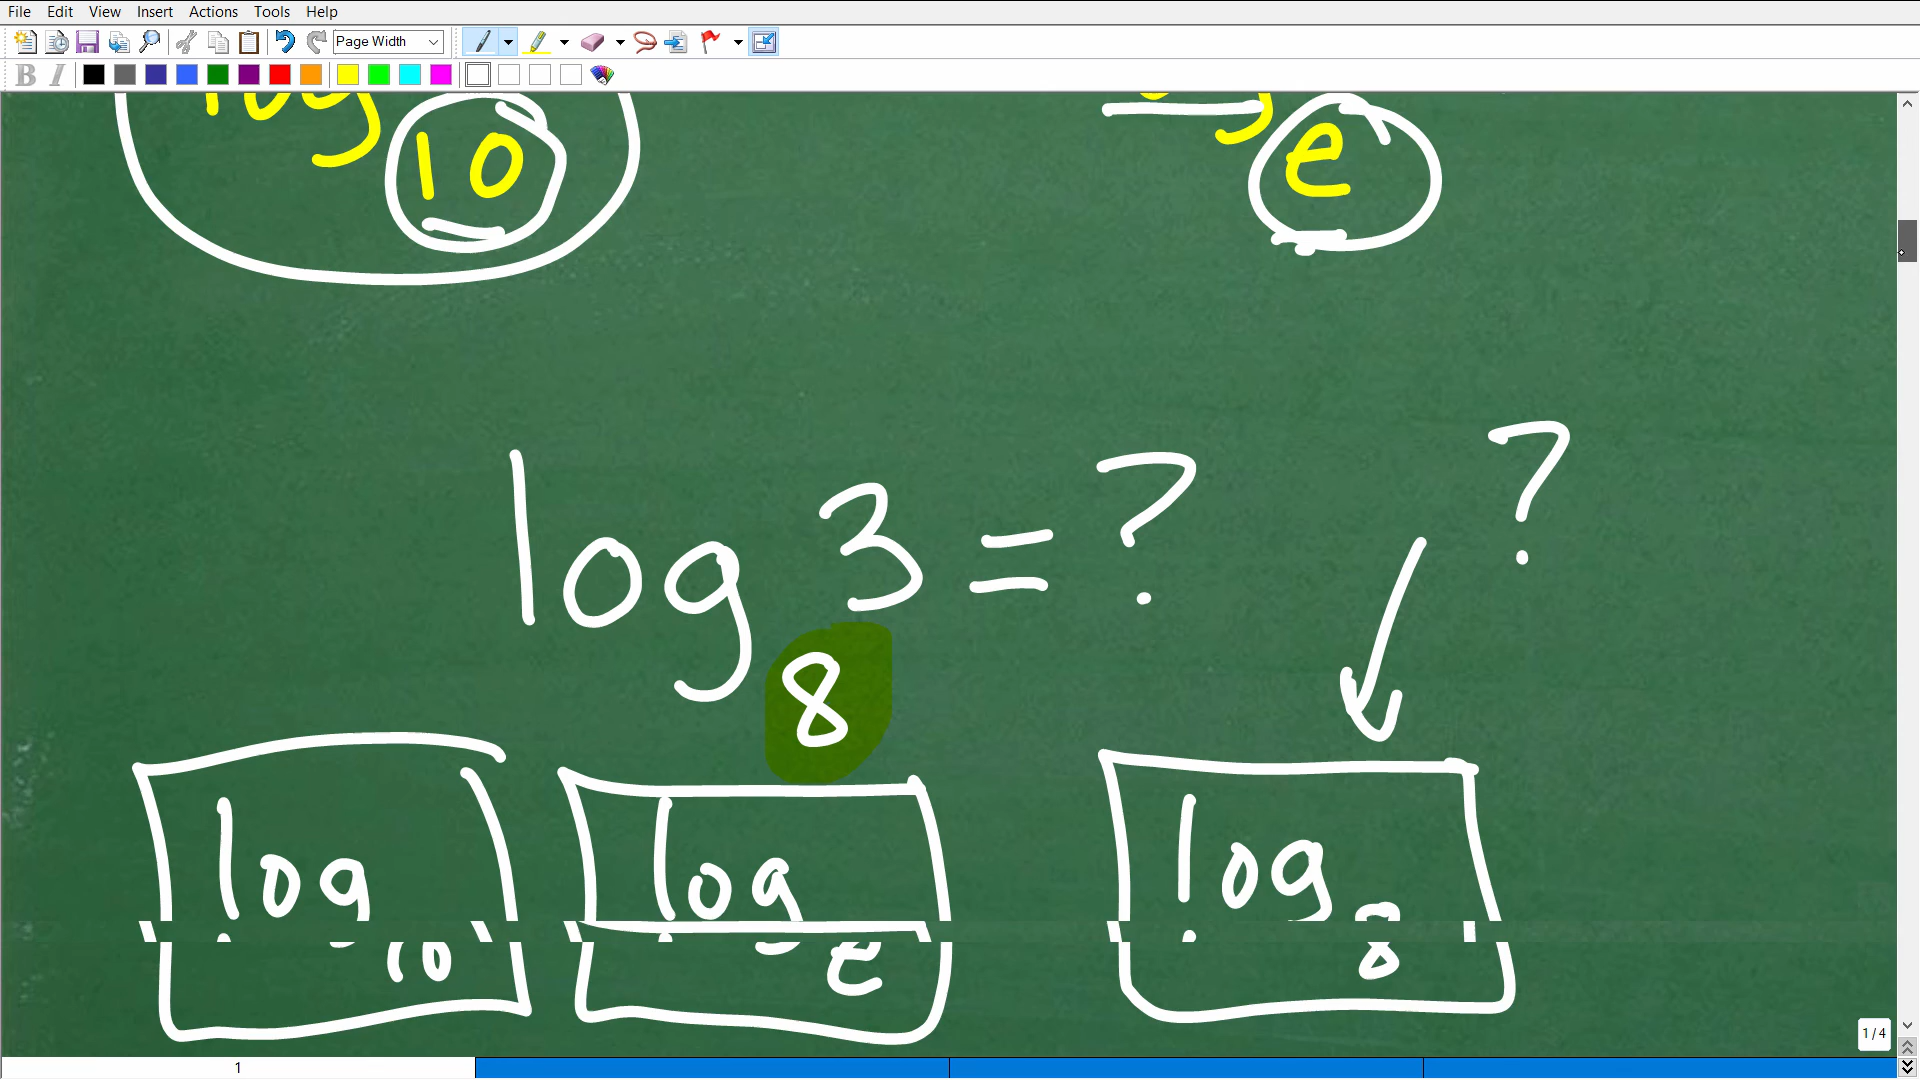 File Edit View Insert Actions Tools Help
Page Width
B I
log 10
e
?
log 3 = ?
8
log 10
log e
log 8
1 / 4
1